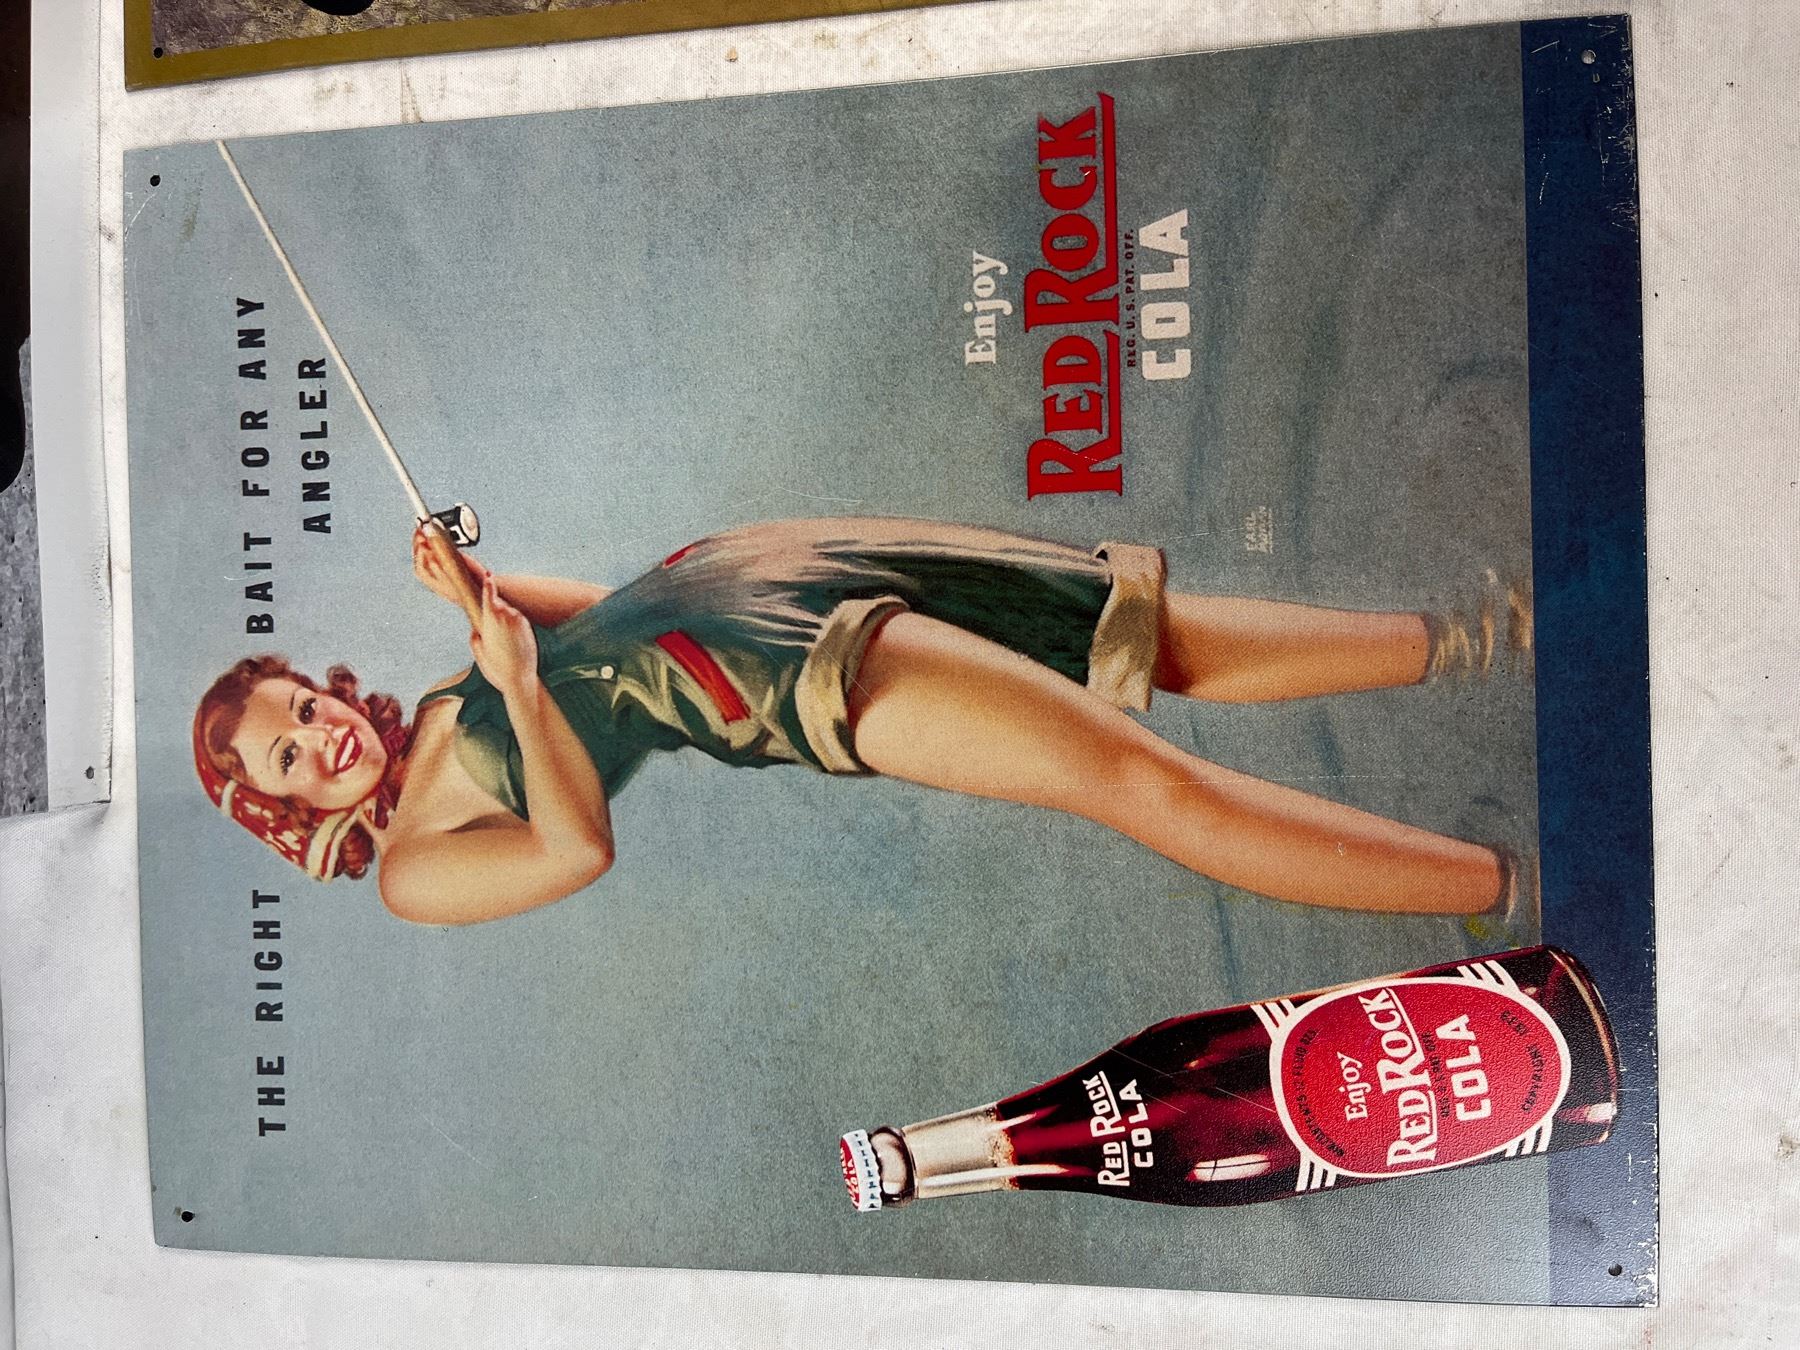 THE RIGHT BAIT FOR ANY
ANGLER
Enjoy
RED ROCK
REG. U. S. PAT. OFF.
COLA
RED ROCK
COLA
Enjoy
RED ROCK
COLA